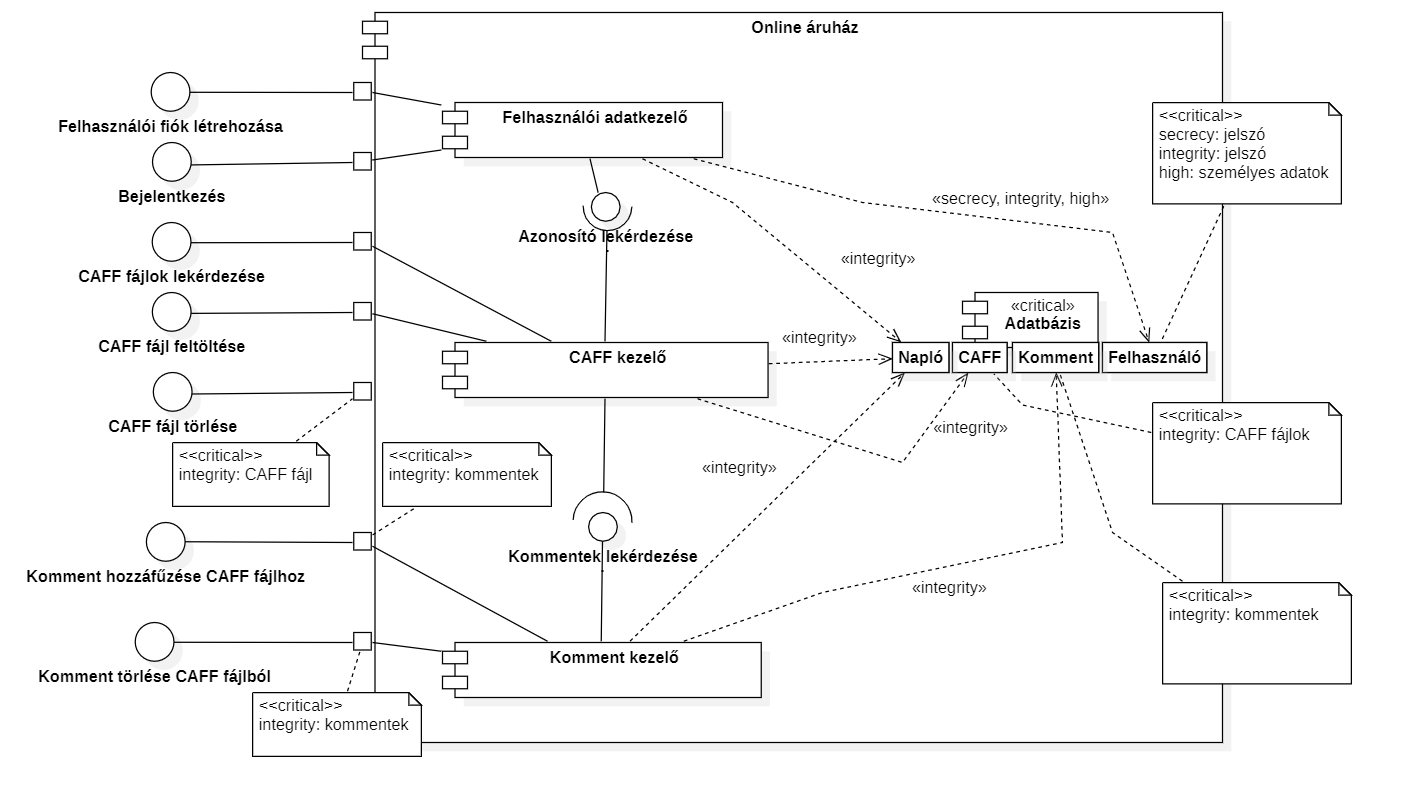 Online áruház
Felhasználói fiók létrehozása
Bejelentkezés
CAFF fájlok lekérdezése
CAFF fájl feltöltése
CAFF fájl törlése
<<critical>>
integrity: CAFF fájl
<<critical>>
integrity: kommentek
Komment hozzáfűzése CAFF fájlhoz
Komment törlése CAFF fájlból
<<critical>>
integrity: kommentek
Felhasználói adatkezelő
Azonosító lekérdezése
CAFF kezelő
Kommentek lekérdezése
Komment kezelő
«secrecy, integrity, high»
«integrity»
«integrity»
«integrity»
«integrity»
«integrity»
«critical»
Adatbázis
Napló
CAFF
Komment
Felhasználó
<<critical>>
secrecy: jelszó
integrity: jelszó
high: személyes adatok
<<critical>>
integrity: CAFF fájlok
<<critical>>
integrity: kommentek